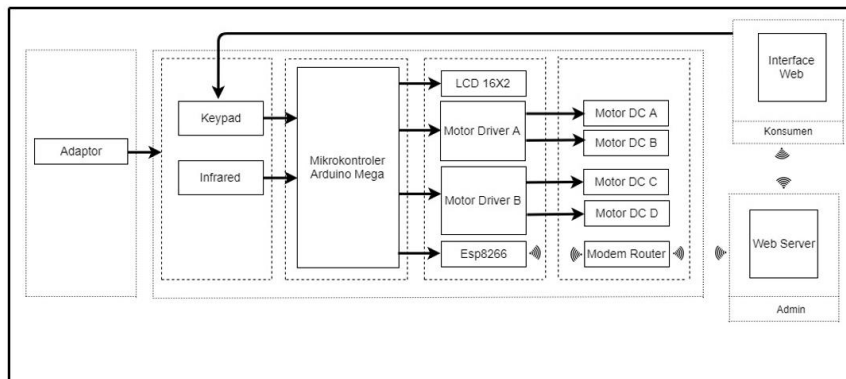 Adaptor
Keypad
Infrared
Mikrokontroler
Arduino Mega
LCD 16X2
Motor Driver A
Motor Driver B
Esp8266
Motor DC A
Motor DC B
Motor DC C
Motor DC D
Modem Router
Interface
Web
Konsumen
Web Server
Admin